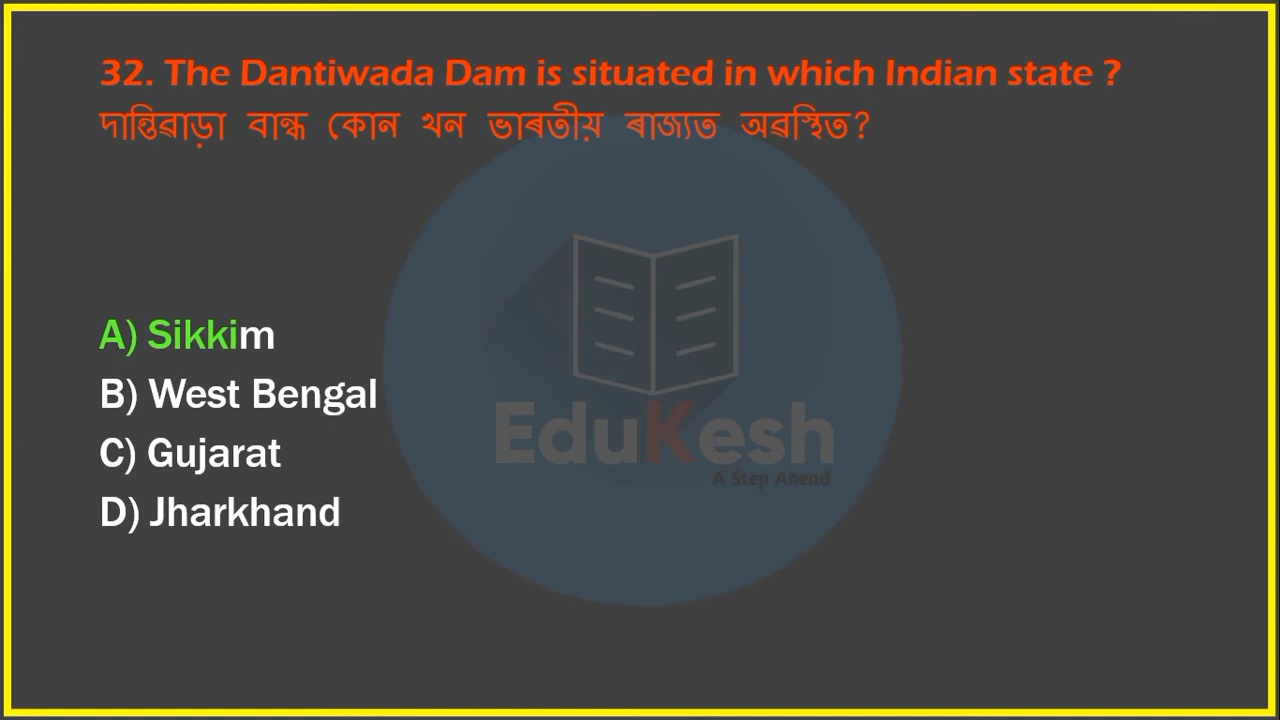 32. The Dantiwada Dam is situated in which Indian state ?
দান্তিৱাড়া বান্ধ কোন খন ভাৰতীয় ৰাজ্যত অৱস্থিত?
A) Sikkim
B) West Bengal
C) Gujarat
D) Jharkhand
EduKesh
A Step Ahead